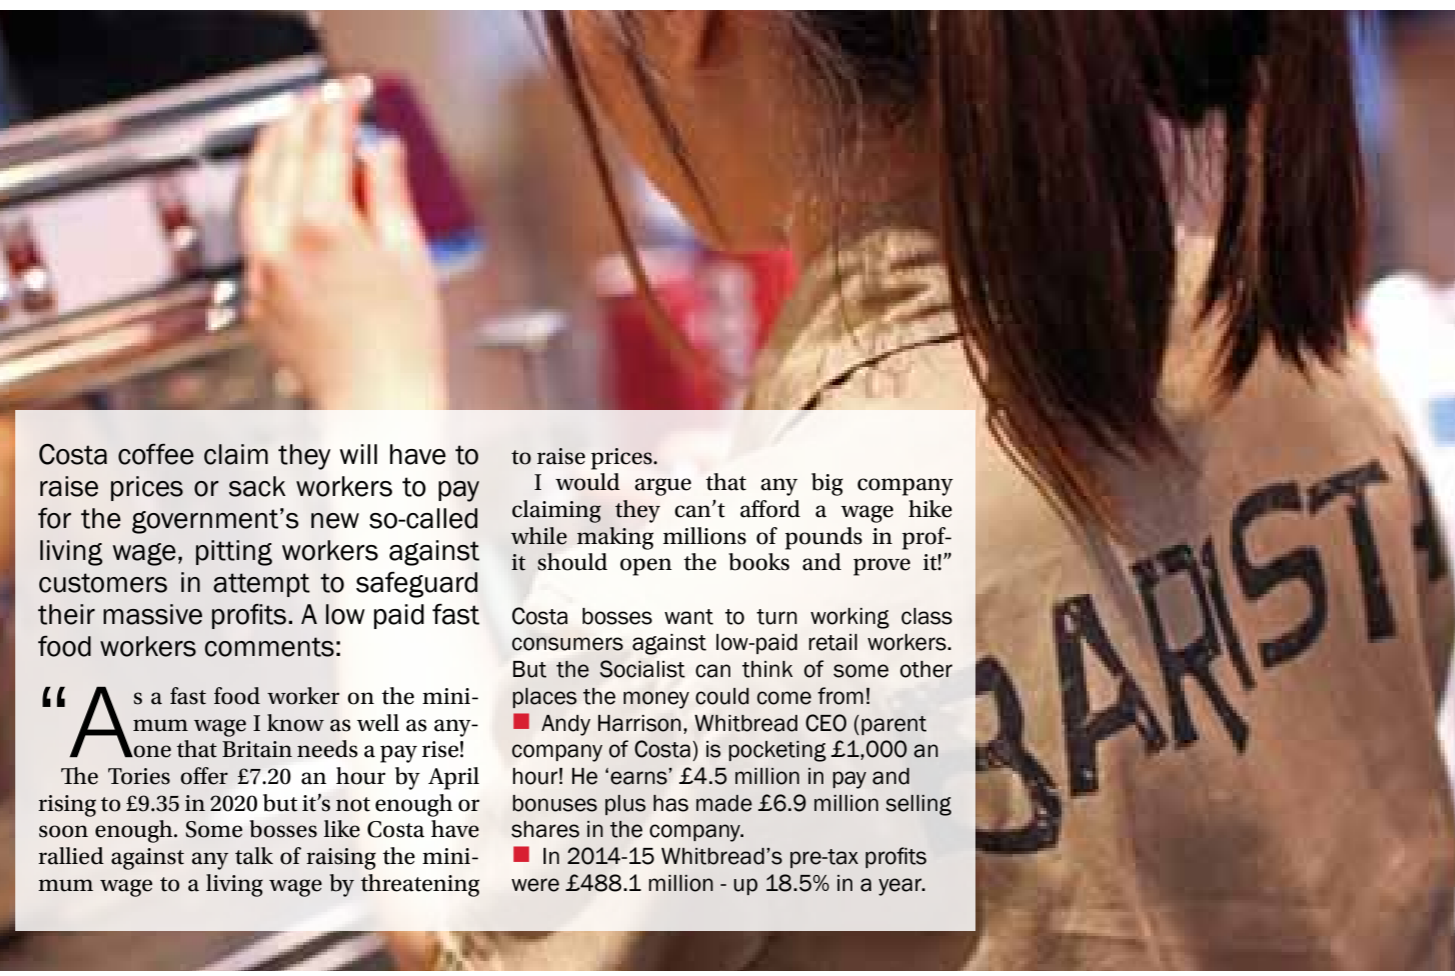 Costa coffee claim they will have to
raise prices or sack workers to pay
for the government's new so-called
living wage, pitting workers against
customers in attempt to safeguard
their massive profits. A low paid fast
food workers comments:
“As a fast food worker on the mini-
mum wage I know as well as any-
one that Britain needs a pay rise!
The Tories offer £7.20 an hour by April
rising to £9.35 in 2020 but it's not enough or
soon enough. Some bosses like Costa have
rallied against any talk of raising the mini-
mum wage to a living wage by threatening
to raise prices.
I would argue that any big company
claiming they can't afford a wage hike
while making millions of pounds in prof-
it should open the books and prove it!”
Costa bosses want to turn working class
consumers against low-paid retail workers.
But the Socialist can think of some other
places the money could come from!
■ Andy Harrison, Whitbread CEO (parent
company of Costa) is pocketing £1,000 an
hour! He ‘earns’ £4.5 million in pay and
bonuses plus has made £6.9 million selling
shares in the company.
■ In 2014-15 Whitbread's pre-tax profits
were £488.1 million - up 18.5% in a year.
BARISTA